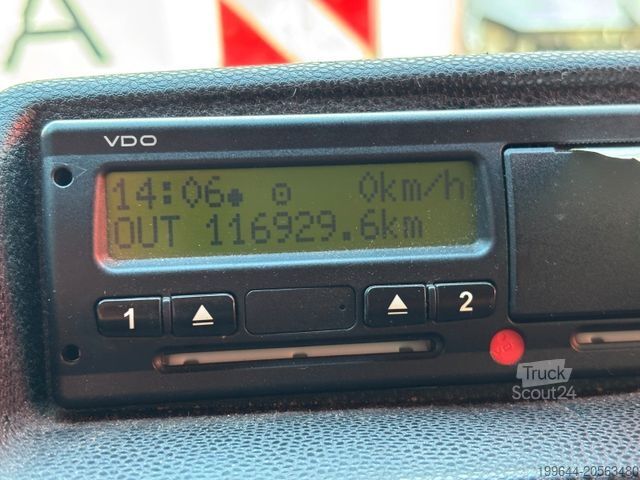 A
VDO
14:06 0km/h
OUT 116929.6km
1 2
Truck
Scout24
199644-20563480